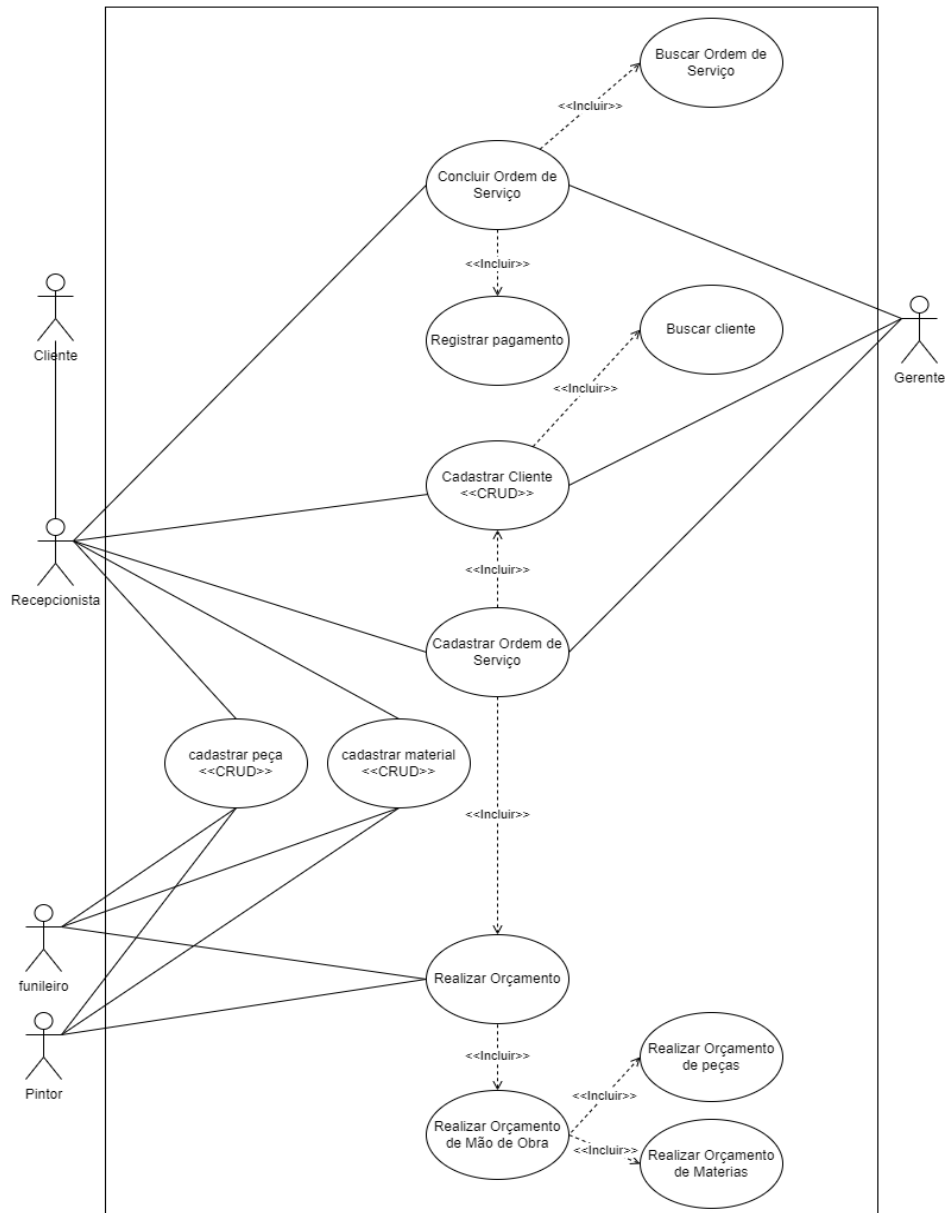 Buscar Ordem de
Serviço
<<Incluir>>
Concluir Ordem de
Serviço
<<Incluir>>
Cliente
Registrar pagamento
Buscar cliente
Gerente
<<Incluir>>
Cadastrar Cliente
<<CRUD>>
<<Incluir>>
Recepcionista
Cadastrar Ordem de
Serviço
cadastrar peça
<<CRUD>>
cadastrar material
<<CRUD>>
<<Incluir>>
funileiro
Realizar Orçamento
Pintor
<<Incluir>>
Realizar Orçamento
de peças
<<Incluir>>
Realizar Orçamento
de Mão de Obra
<<Incluir>>
Realizar Orçamento
de Materias